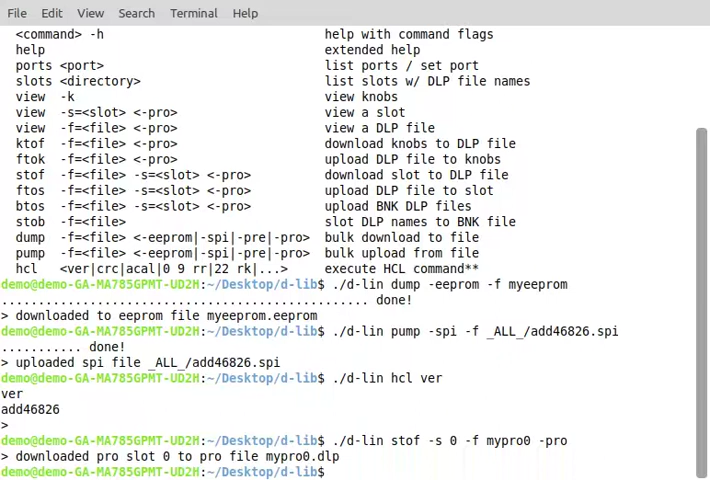 File Edit View Search Terminal Help
<command> -h help with command flags
help extended help
ports <port> list ports / set port
slots <directory> list slots w/ DLP file names
view -k view knobs
view -s=<slot> <-pro> view a slot
view -f=<file> <-pro> view a DLP file
ktof -f=<file> <-pro> download knobs to DLP file
ftok -f=<file> <-pro> upload DLP file to knobs
stof -f=<file> -s=<slot> <-pro> download slot to DLP file
ftos -f=<file> -s=<slot> <-pro> upload DLP file to slot
btos -f=<file> -s=<slot> <-pro> upload BNK DLP files
stob -f=<file> slot DLP names to BNK file
dump -f=<file> <-eeprom|-spi|-pre|-pro> bulk download to file
pump -f=<file> <-eeprom|-spi|-pre|-pro> bulk upload from file
hcl <ver|crc|acal|0 9 rr|22 rk|...> execute HCL command**
demo@demo-GA-MA785GPMT-UD2H:~/Desktop/d-lib$ ./d-lin dump -eeprom -f myeeprom
................................................. done!
> downloaded to eeprom file myeeprom.eeprom
demo@demo-GA-MA785GPMT-UD2H:~/Desktop/d-lib$ ./d-lin pump -spi -f _ALL_/add46826.spi
........... done!
> uploaded spi file _ALL_/add46826.spi
demo@demo-GA-MA785GPMT-UD2H:~/Desktop/d-lib$ ./d-lin hcl ver
ver
add46826
>
demo@demo-GA-MA785GPMT-UD2H:~/Desktop/d-lib$ ./d-lin stof -s 0 -f mypro0 -pro
> downloaded pro slot 0 to pro file mypro0.dlp
demo@demo-GA-MA785GPMT-UD2H:~/Desktop/d-lib$